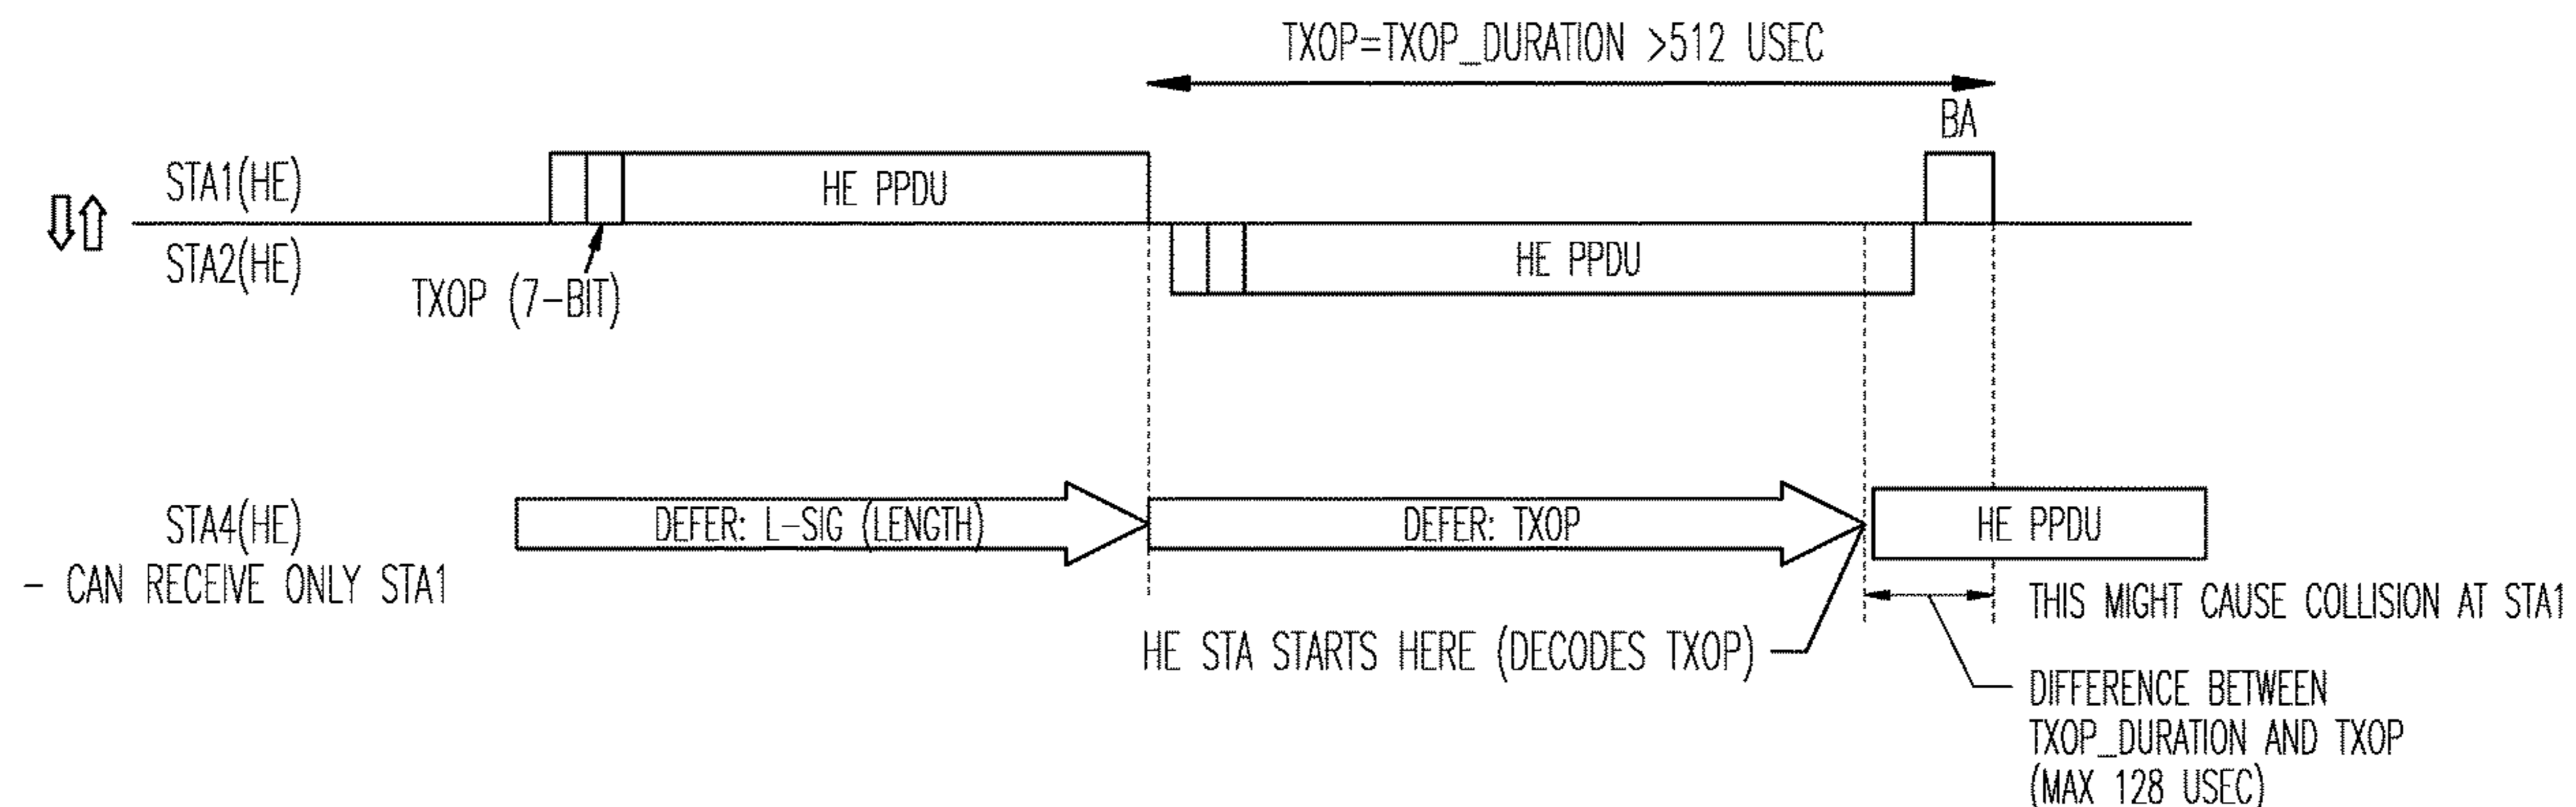 TXOP=TXOP_DURATION >512 USEC
BA
STA1(HE)
HE PPDU
STA2(HE)
HE PPDU
TXOP (7-BIT)
STA4(HE)
- CAN RECEIVE ONLY STA1
DEFER: L-SIG (LENGTH)
DEFER: TXOP
HE PPDU
THIS MIGHT CAUSE COLLISION AT STA1
HE STA STARTS HERE (DECODES TXOP)
DIFFERENCE BETWEEN
TXOP_DURATION AND TXOP
(MAX 128 USEC)